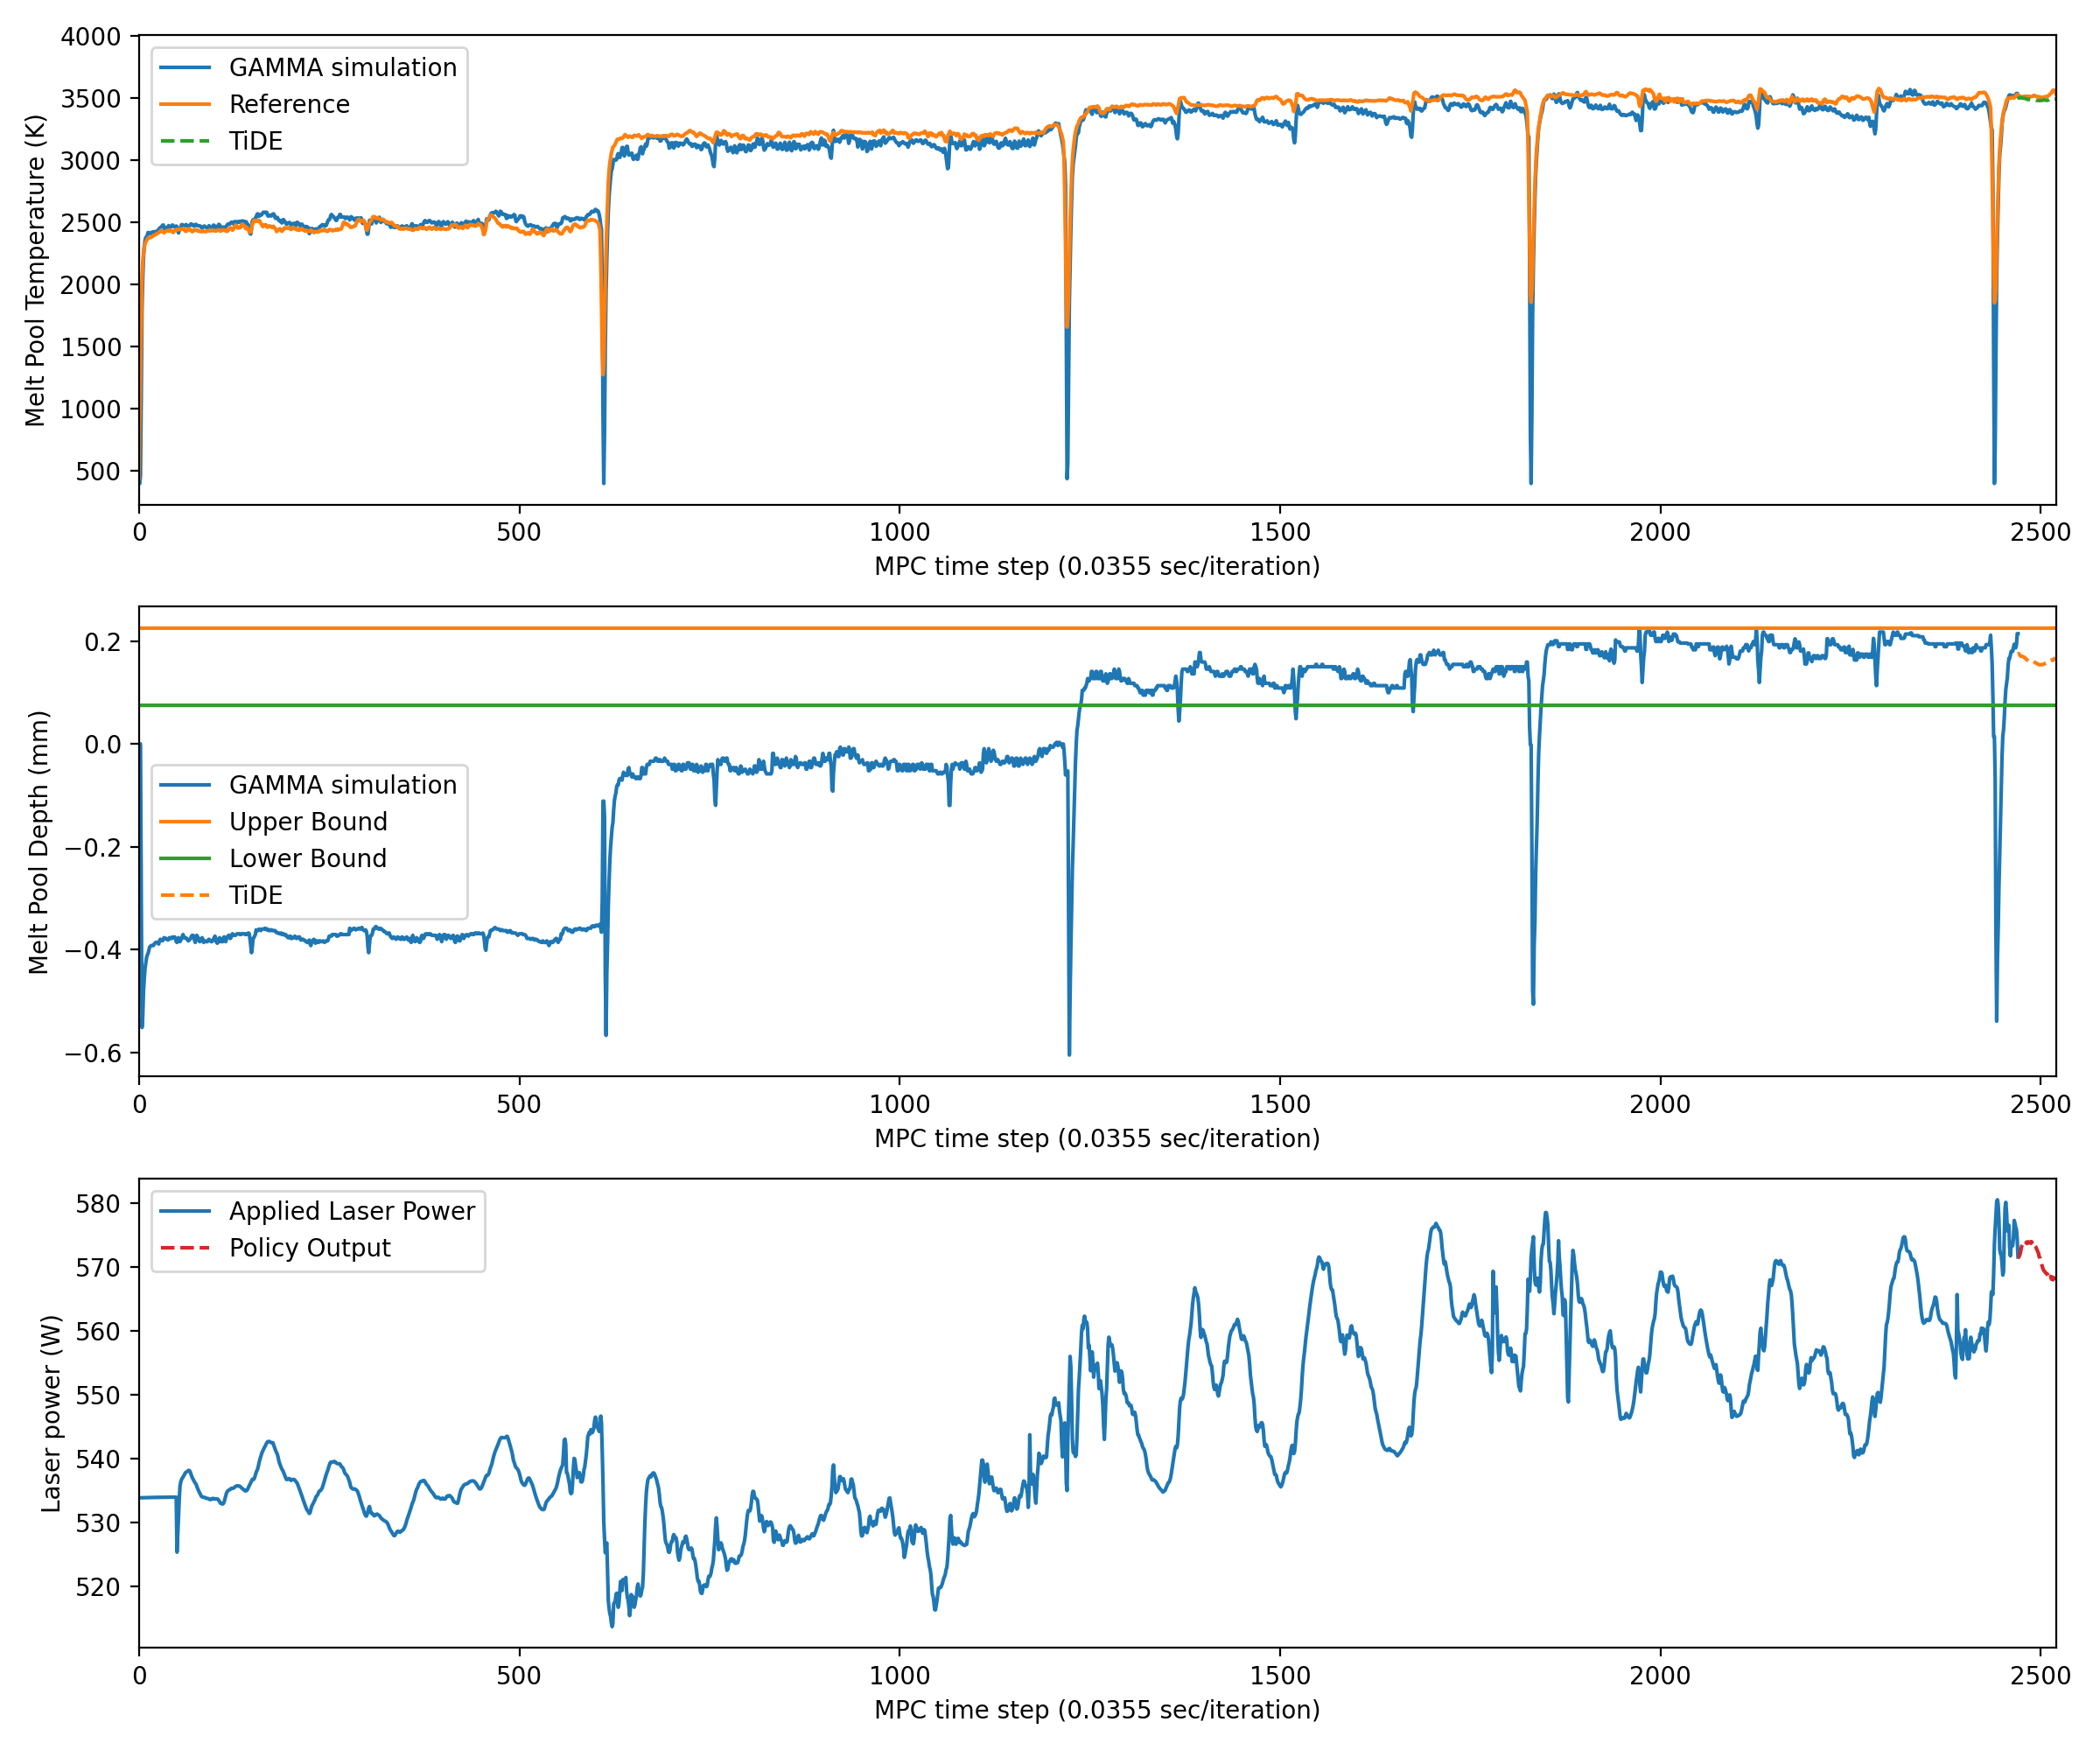 4000
3500
3000
2500
2000
1500
1000
500
Melt Pool Temperature (K)
GAMMA simulation
Reference
TiDE
0 500 1000 1500 2000 2500
MPC time step (0.0355 sec/iteration)
0.2
0.0
−0.2
−0.4
−0.6
Melt Pool Depth (mm)
GAMMA simulation
Upper Bound
Lower Bound
TiDE
0 500 1000 1500 2000 2500
MPC time step (0.0355 sec/iteration)
580
570
560
550
540
530
520
Laser power (W)
Applied Laser Power
Policy Output
0 500 1000 1500 2000 2500
MPC time step (0.0355 sec/iteration)